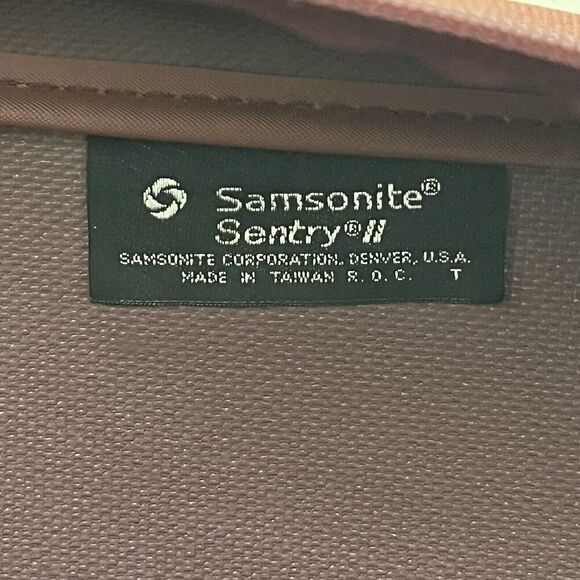 Samsonite®
Sentry® II
SAMSONITE CORPORATION, DENVER, U.S.A.
MADE IN TAIWAN R.O.C. T